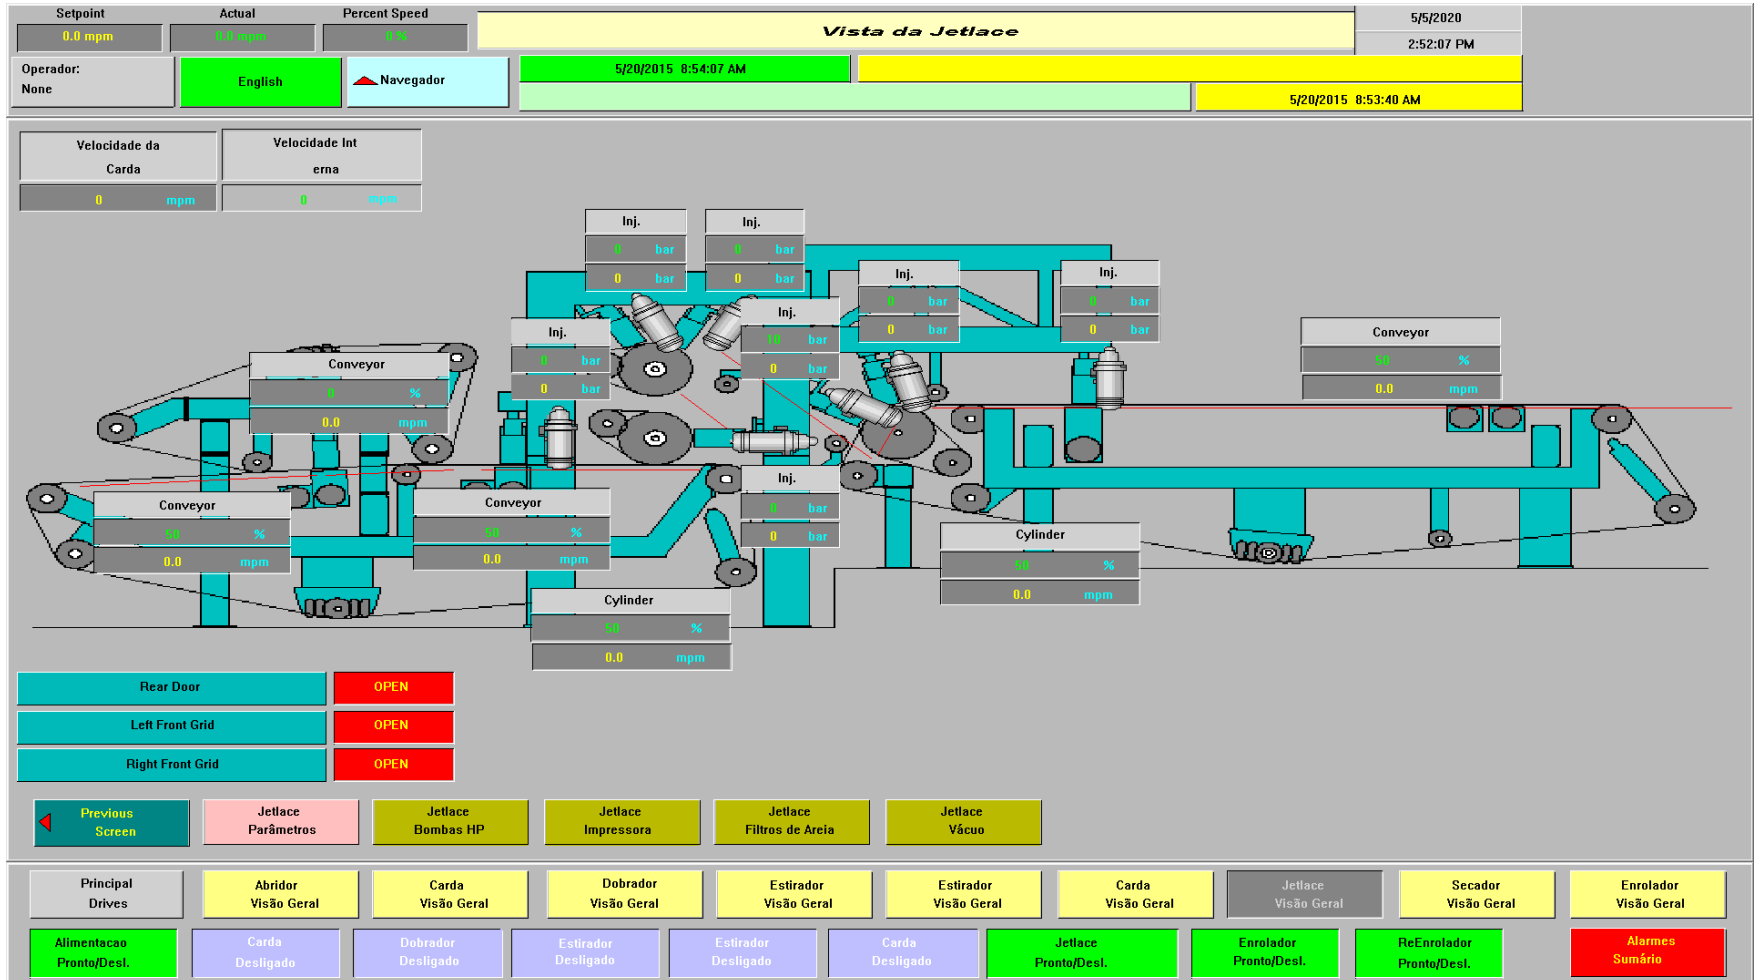 Setpoint Actual Percent Speed
0.0 mpm 0.0 mpm 0 %
Vista da Jetlace
5/5/2020
2:52:07 PM
Operador:
None
English
Navegador
5/20/2015 8:54:07 AM
5/20/2015 8:53:40 AM
Velocidade da
Carda
0 mpm
Velocidade Int
erna
0 mpm
Inj.
0 bar
0 bar
Inj.
0 bar
0 bar
Inj.
0 bar
0 bar
Inj.
0 bar
0 bar
Inj.
10 bar
0 bar
Inj.
0 bar
0 bar
Conveyor
50 %
0.0 mpm
Conveyor
0 %
0.0 mpm
Inj.
0 bar
0 bar
Conveyor
50 %
0.0 mpm
Conveyor
50 %
0.0 mpm
Cylinder
50 %
0.0 mpm
Cylinder
50 %
0.0 mpm
Rear Door OPEN
Left Front Grid OPEN
Right Front Grid OPEN
Previous
Screen
Jetlace
Parâmetros
Jetlace
Bombas HP
Jetlace
Impressora
Jetlace
Filtros de Areia
Jetlace
Vácuo
Principal
Drives
Abridor
Visão Geral
Carda
Visão Geral
Dobrador
Visão Geral
Estirador
Visão Geral
Estirador
Visão Geral
Carda
Visão Geral
Jetlace
Visão Geral
Secador
Visão Geral
Enrolador
Visão Geral
Alimentacao
Pronto/Desl.
Carda
Desligado
Dobrador
Desligado
Estirador
Desligado
Estirador
Desligado
Carda
Desligado
Jetlace
Pronto/Desl.
Enrolador
Pronto/Desl.
ReEnrolador
Pronto/Desl.
Alarmes
Sumário